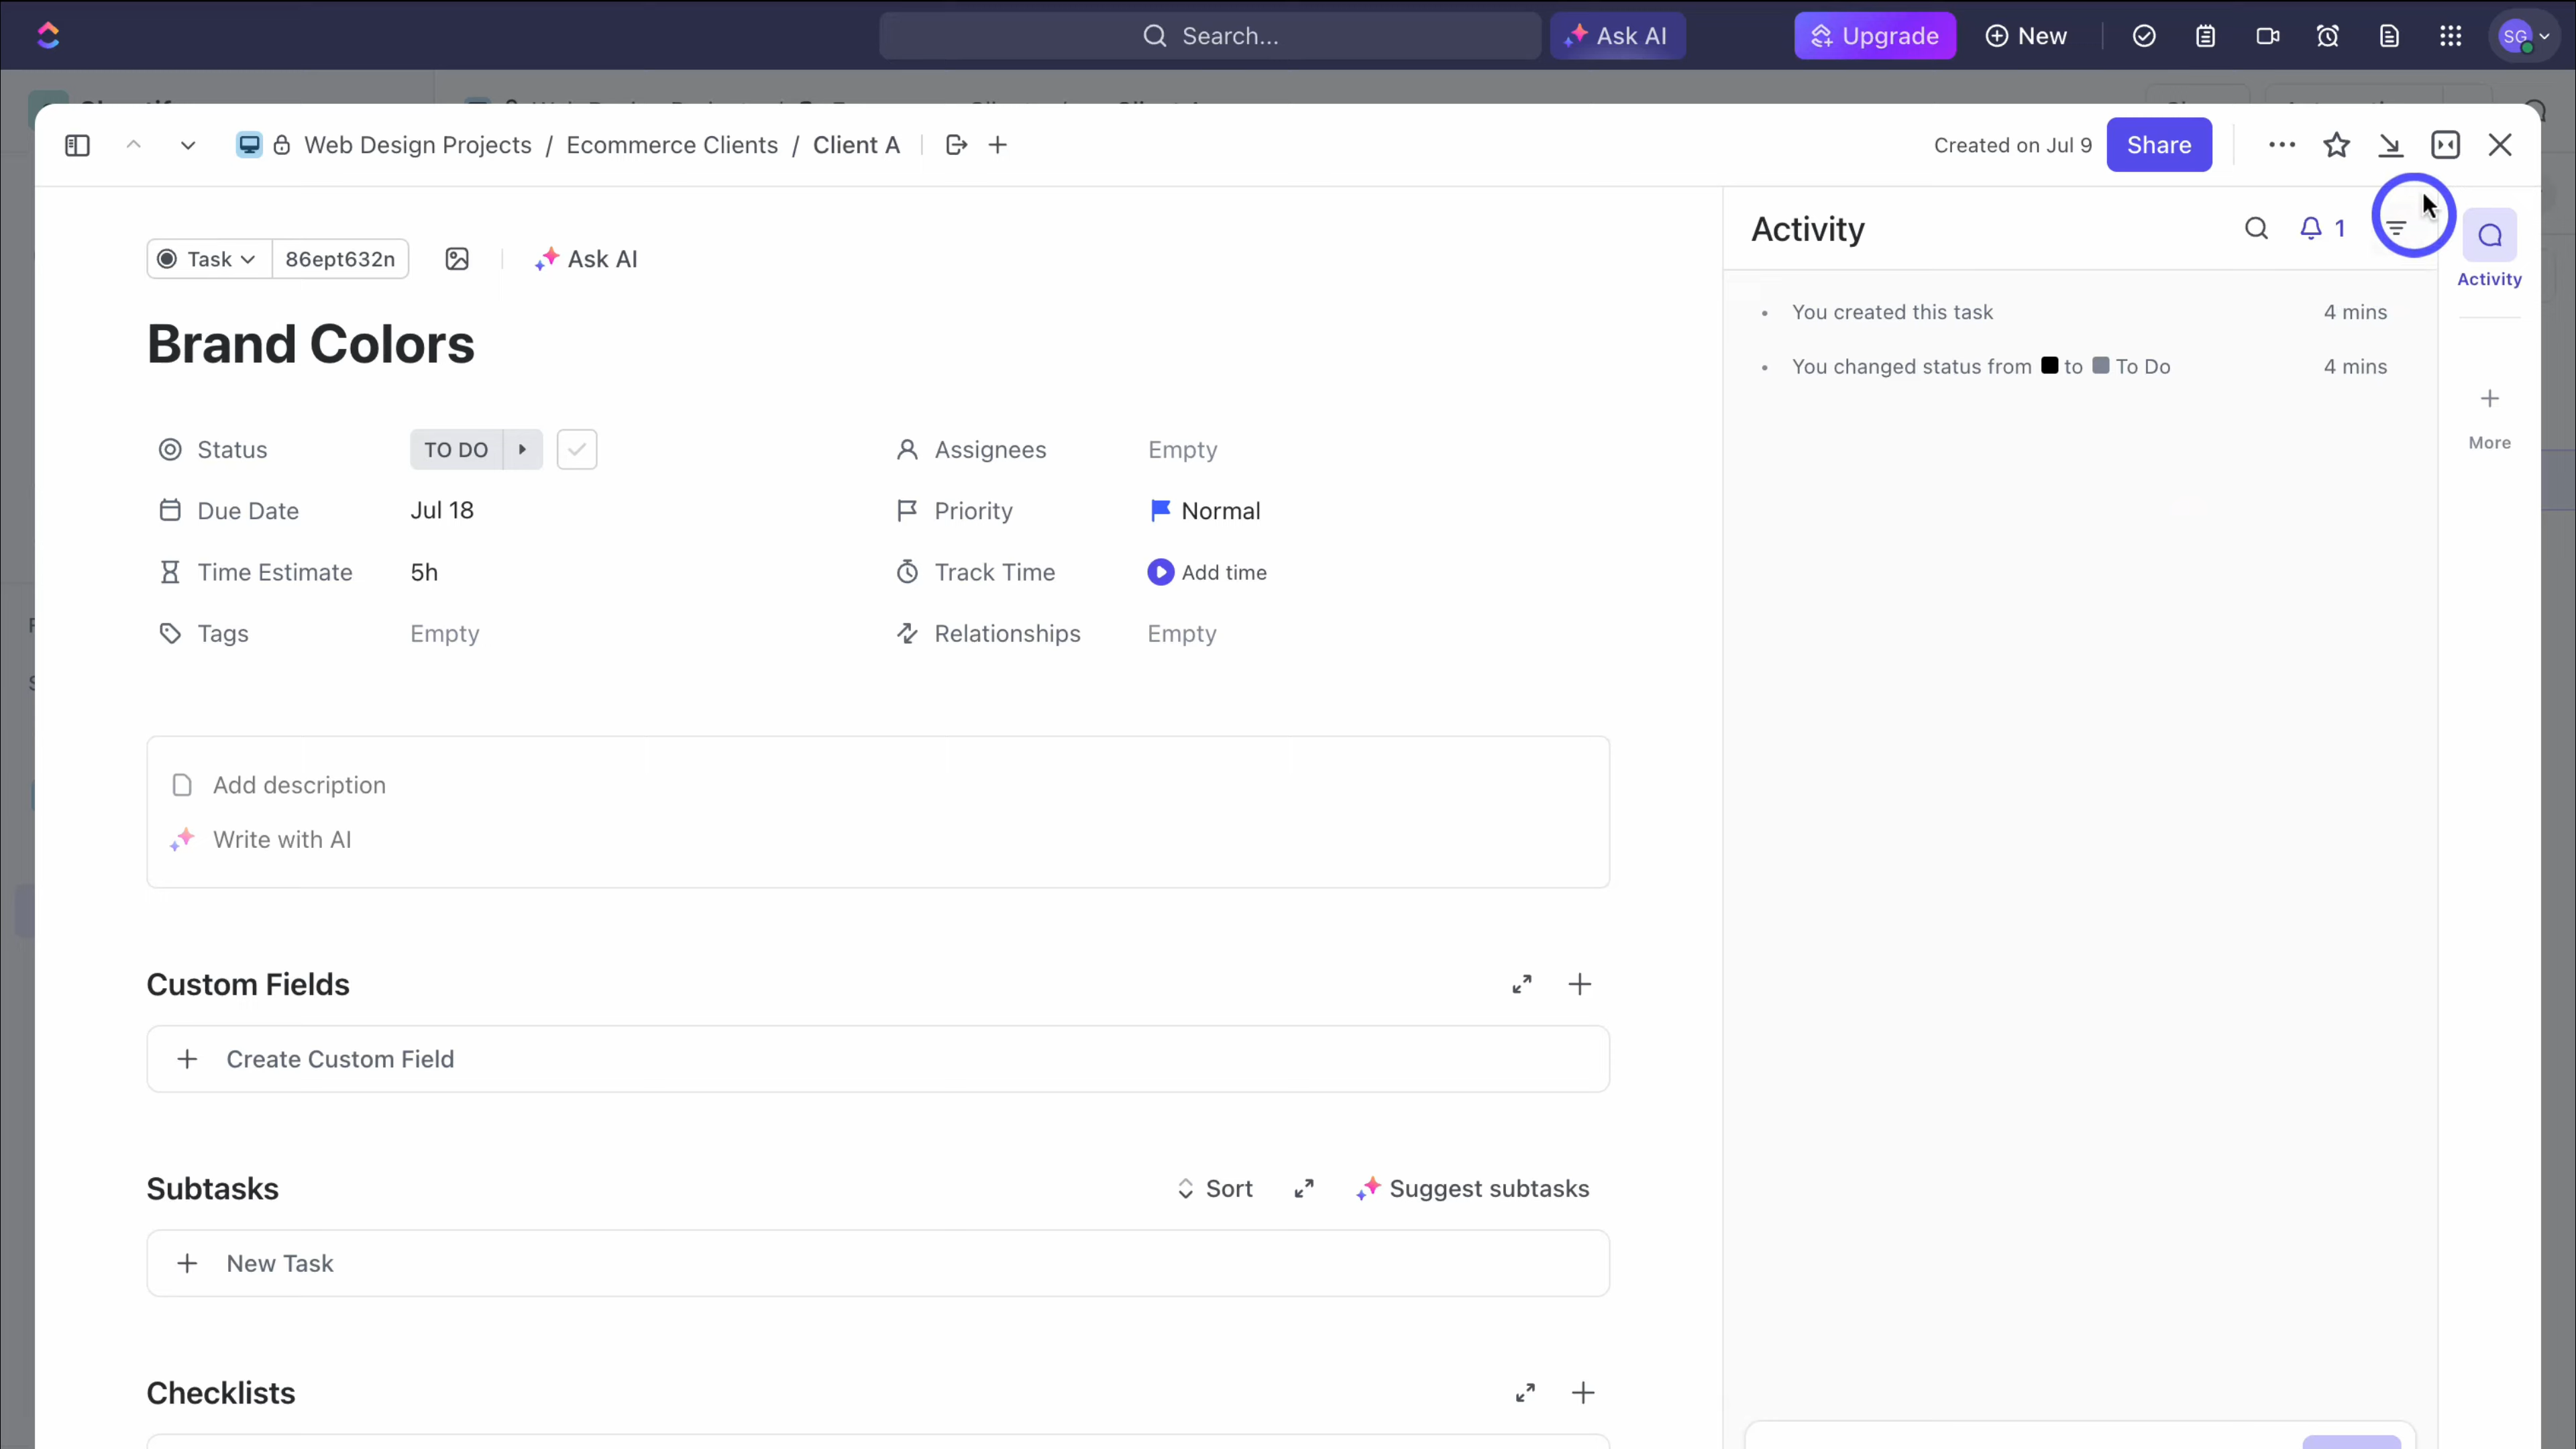 Search...
Ask AI
Upgrade
New
SG
Web Design Projects / Ecommerce Clients / Client A
Created on Jul 9
Share
Task
86ept632n
Ask AI
Brand Colors
Status
TO DO
Assignees
Empty
Due Date
Jul 18
Priority
Normal
Time Estimate
5h
Track Time
Add time
Tags
Empty
Relationships
Empty
Add description
Write with AI
Custom Fields
Create Custom Field
Subtasks
Sort
Suggest subtasks
New Task
Checklists
Activity
1
You created this task
4 mins
You changed status from to To Do
4 mins
Activity
More